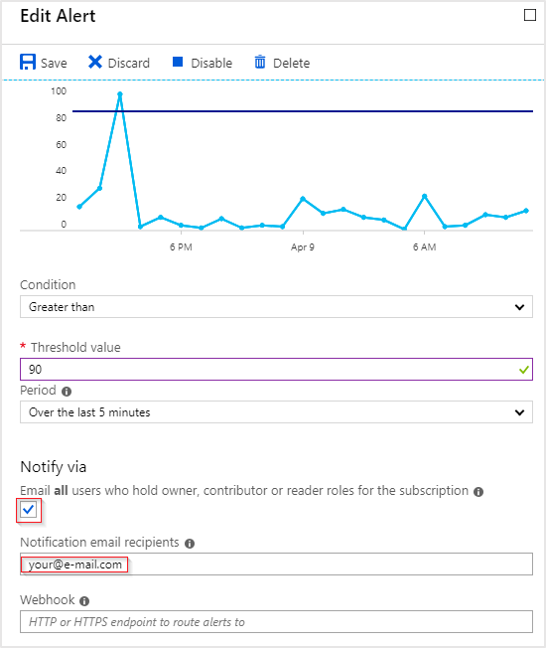 Edit Alert
Save Discard Disable Delete
100
80
60
40
20
0
6 PM Apr 9 6 AM
Condition
Greater than
* Threshold value
90
Period
Over the last 5 minutes
Notify via
Email all users who hold owner, contributor or reader roles for the subscription
Notification email recipients
your@e-mail.com
Webhook
HTTP or HTTPS endpoint to route alerts to